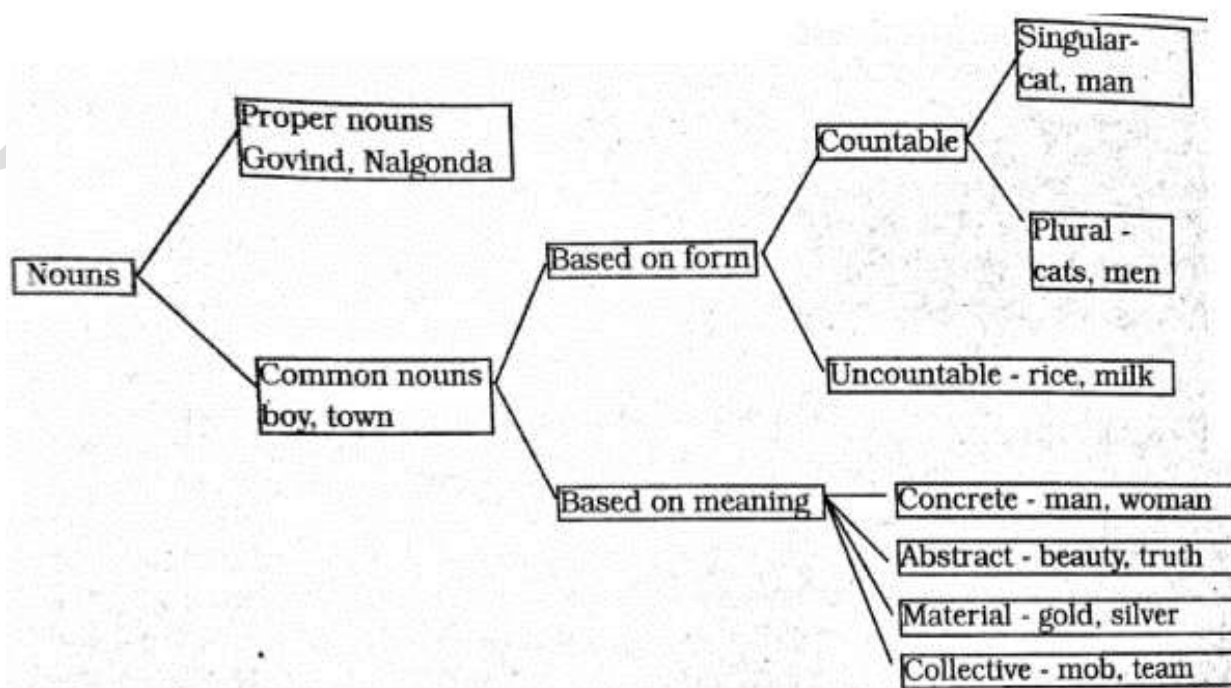 Singular-
cat, man
Proper nouns
Govind, Nalgonda
Countable
Plural -
cats, men
Based on form
Nouns
Common nouns
boy, town
Uncountable - rice, milk
Based on meaning
Concrete - man, woman
Abstract - beauty, truth
Material - gold, silver
Collective - mob, team